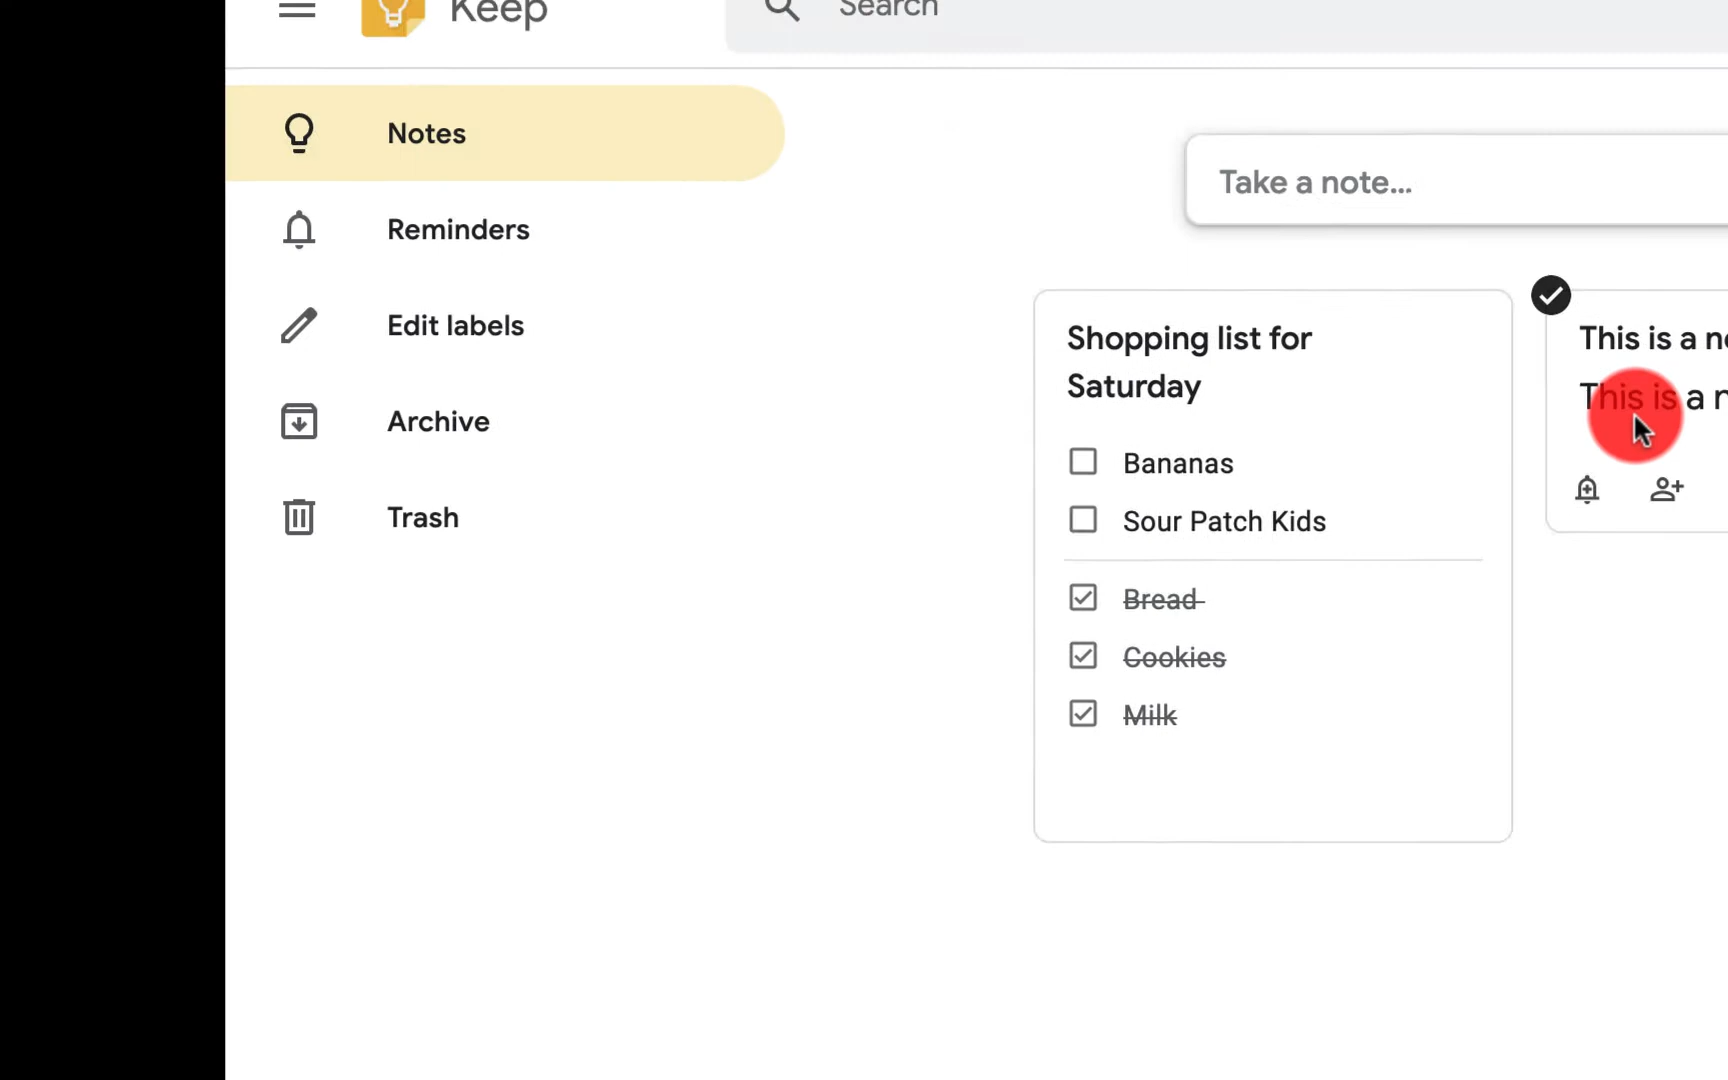 Keep
Search
Notes
Reminders
Edit labels
Archive
Trash
Take a note...
Shopping list for
Saturday
Bananas
Sour Patch Kids
Bread
Cookies
Milk
This is a
This is a